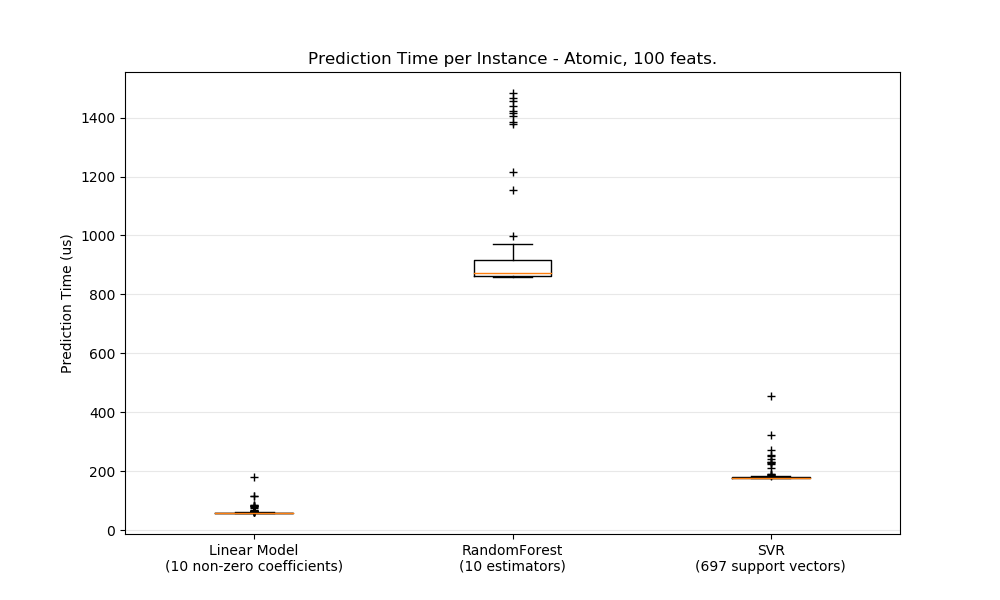 Prediction Time per Instance - Atomic, 100 feats.
Prediction Time (us)
1400
1200
1000
800
600
400
200
0
Linear Model
(10 non-zero coefficients)
RandomForest
(10 estimators)
SVR
(697 support vectors)